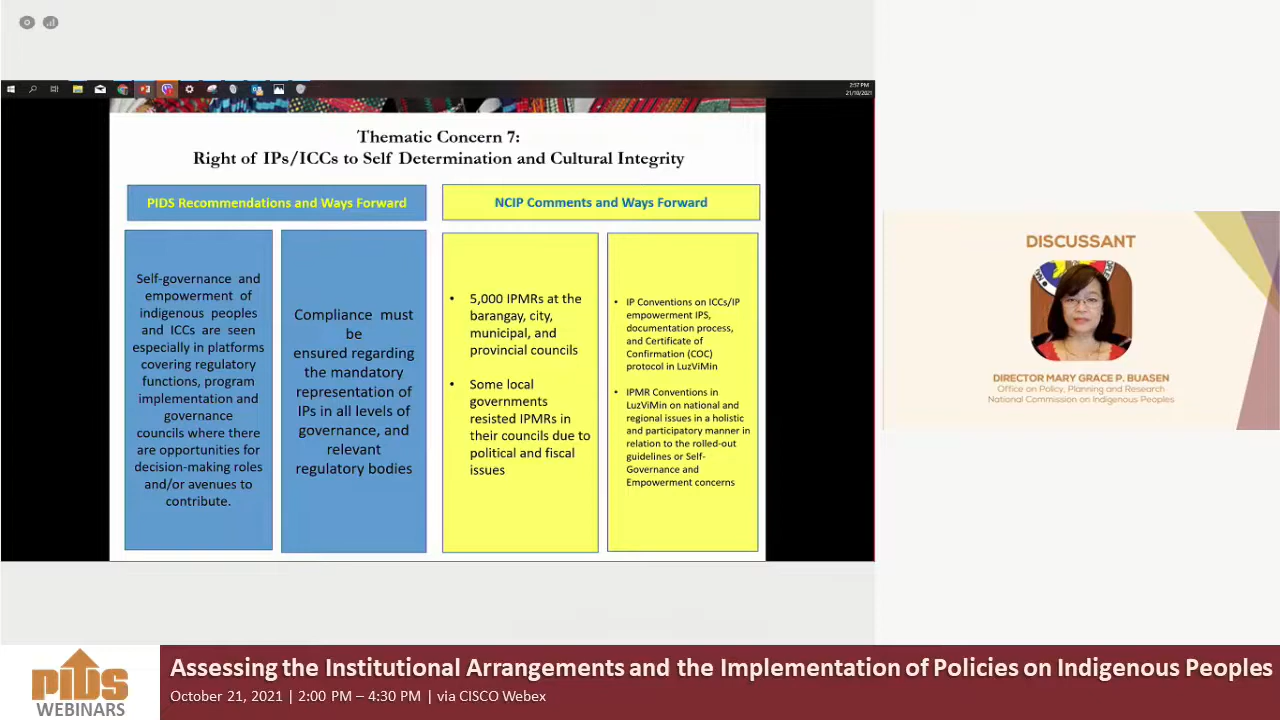 2:57 PM
21/10/2021
Thematic Concern 7:
Right of IPs/ICCs to Self Determination and Cultural Integrity
PIDS Recommendations and Ways Forward
Self-governance and
empowerment of
indigenous peoples
and ICCs are seen
especially in platforms
covering regulatory
functions, program
implementation and
governance
councils where there
are opportunities for
decision-making roles
and/or avenues to
contribute.
Compliance must
be
ensured regarding
the mandatory
representation of
IPs in all levels of
governance, and
relevant
regulatory bodies
NCIP Comments and Ways Forward
• 5,000 IPMRs at the
barangay, city,
municipal, and
provincial councils
• Some local
governments
resisted IPMRs in
their councils due to
political and fiscal
issues
• IP Conventions on ICCs/IP
empowerment IPS,
documentation process,
and Certificate of
Confirmation (COC)
protocol in LuzViMin
• IPMR Conventions in
LuzViMin on national and
regional issues in a holistic
and participatory manner in
relation to the rolled-out
guidelines or Self-
Governance and
Empowerment concerns
DISCUSSANT
DIRECTOR MARY GRACE P. BUASEN
Office on Policy, Planning and Research
National Commission on Indigenous Peoples
PIDS
WEBINARS
Assessing the Institutional Arrangements and the Implementation of Policies on Indigenous Peoples
October 21, 2021 | 2:00 PM – 4:30 PM | via CISCO Webex